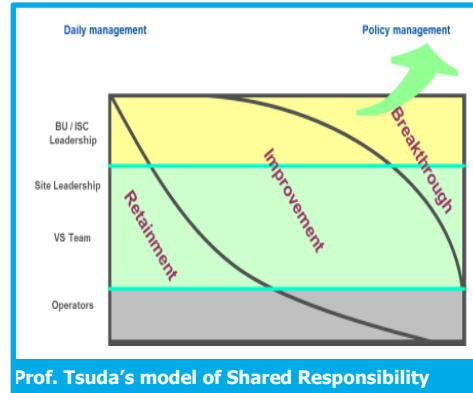 Daily management
Policy management
BU / ISC
Leadership
Site Leadership
VS Team
Operators
Retainment
Improvement
Breakthrough
Prof. Tsuda's model of Shared Responsibility